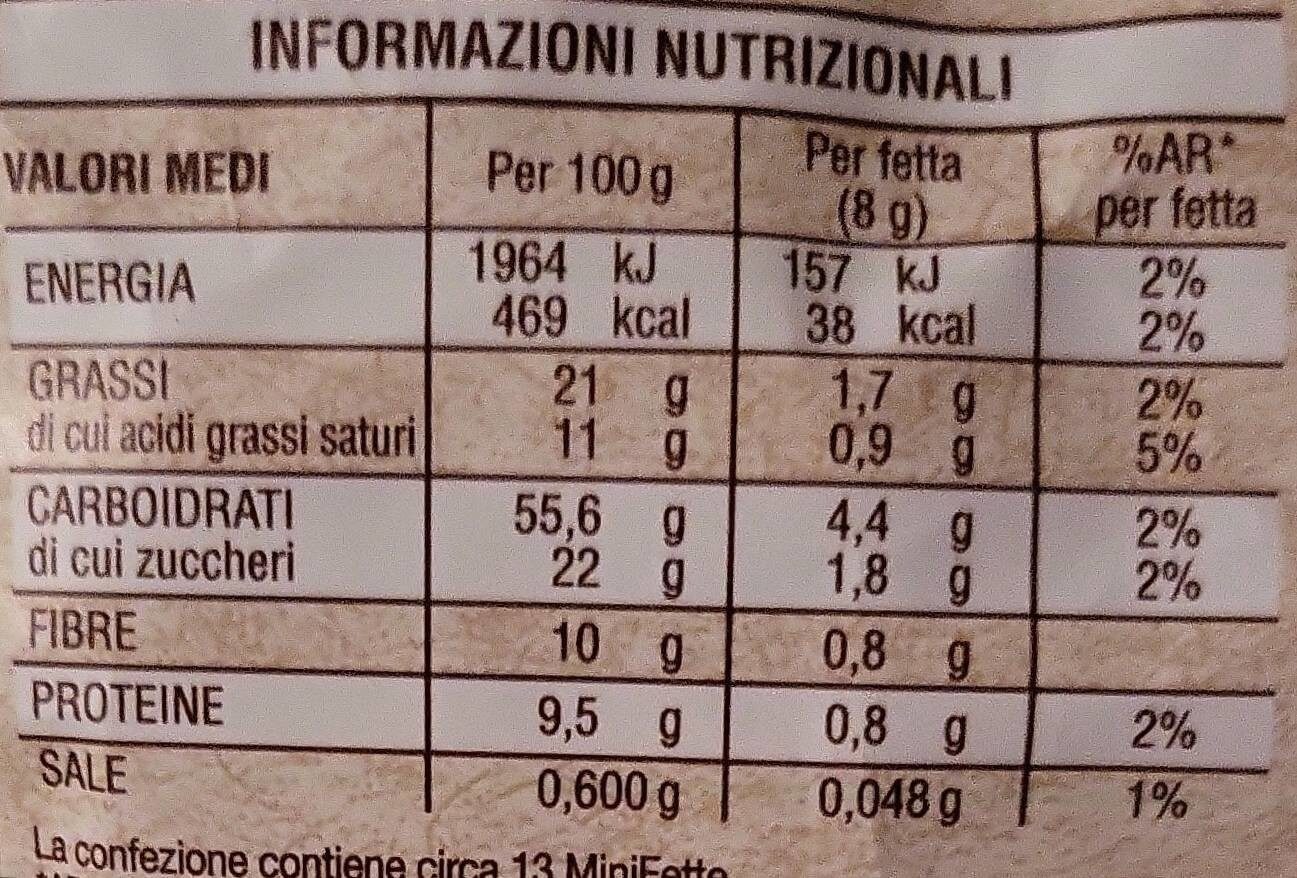 INFORMAZIONI NUTRIZIONALI
VALORI MEDI Per 100 g Per fetta (8 g) %AR* per fetta
ENERGIA 1964 kJ 157 kJ 2%
469 kcal 38 kcal 2%
GRASSI 21 g 1,7 g 2%
di cui acidi grassi saturi 11 g 0,9 g 5%
CARBOIDRATI 55,6 g 4,4 g 2%
di cui zuccheri 22 g 1,8 g 2%
FIBRE 10 g 0,8 g
PROTEINE 9,5 g 0,8 g 2%
SALE 0,600 g 0,048 g 1%
La confezione contiene circa 13 MiniFette